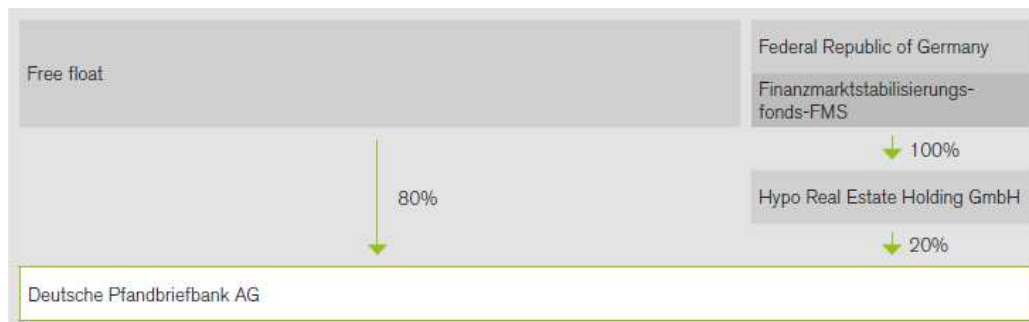 Free float
Federal Republic of Germany
Finanzmarktstabilisierungs-
fonds-FMS
100%
80%
Hypo Real Estate Holding GmbH
20%
Deutsche Pfandbriefbank AG